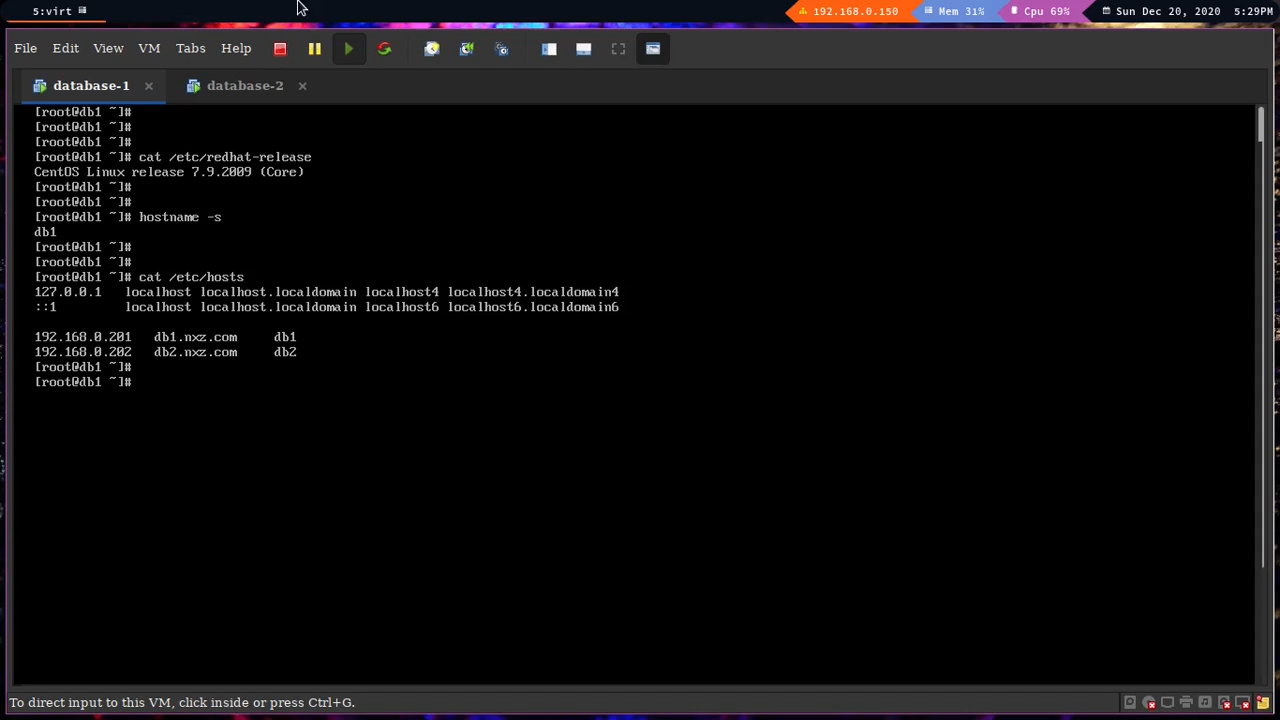 5:virt
192.168.0.150 Mem 31% Cpu 69% Sun Dec 20, 2020 5:29PM
File Edit View VM Tabs Help
database-1 database-2
[root@db1 ~]#
[root@db1 ~]#
[root@db1 ~]#
[root@db1 ~]# cat /etc/redhat-release
CentOS Linux release 7.9.2009 (Core)
[root@db1 ~]#
[root@db1 ~]#
[root@db1 ~]# hostname -s
db1
[root@db1 ~]#
[root@db1 ~]#
[root@db1 ~]# cat /etc/hosts
127.0.0.1 localhost localhost.localdomain localhost4 localhost4.localdomain4
::1 localhost localhost.localdomain localhost6 localhost6.localdomain6
192.168.0.201 db1.nxz.com db1
192.168.0.202 db2.nxz.com db2
[root@db1 ~]#
[root@db1 ~]#
To direct input to this VM, click inside or press Ctrl+G.